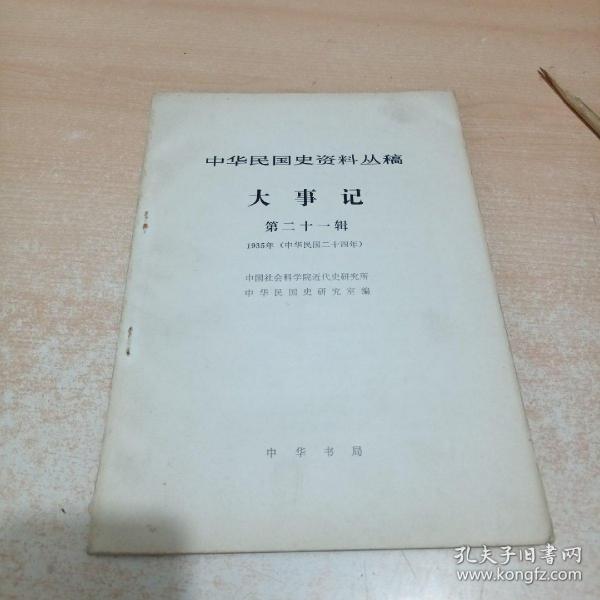 中华民国史资料丛稿
大事记
第二十一辑
1935年（中华民国二十四年）
中国社会科学院近代史研究所
中华民国史研究室编
中华书局
孔夫子旧书网
www.kongfz.com